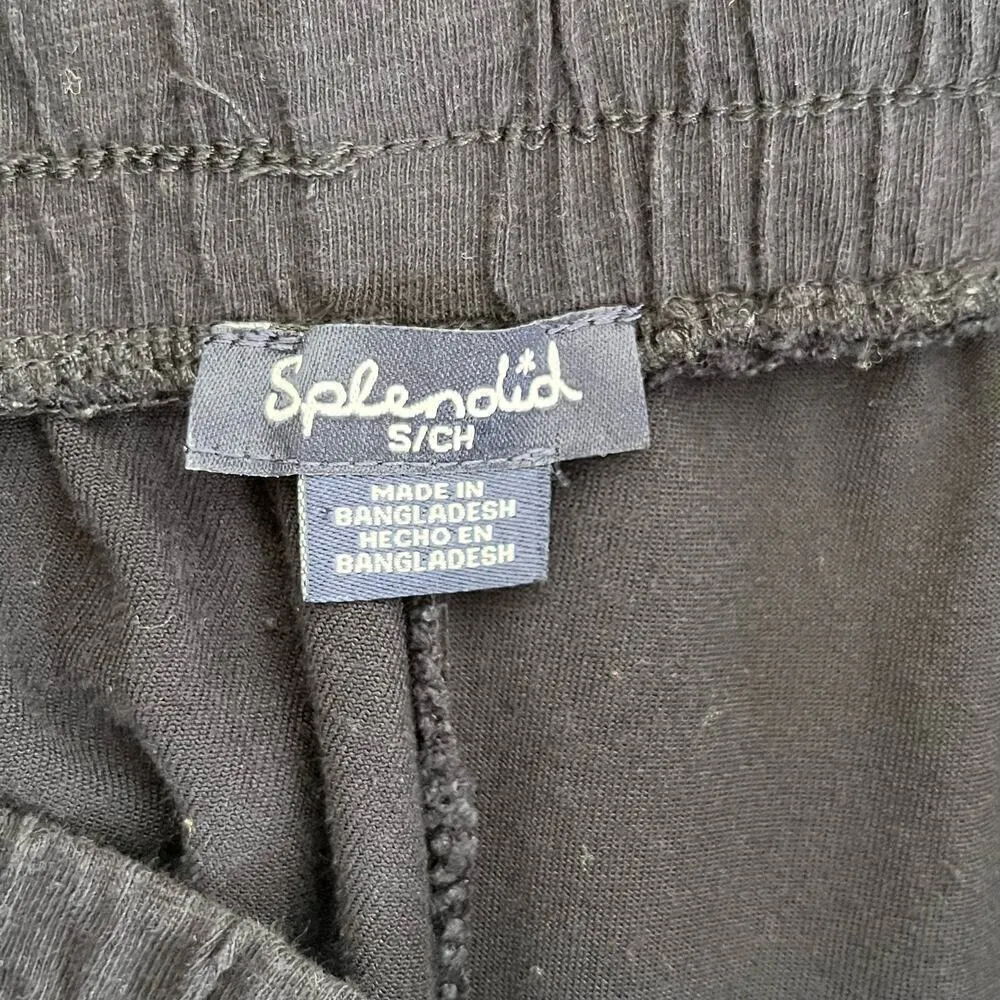 Splendid
S/CH
MADE IN
BANGLADESH
HECHO EN
BANGLADESH